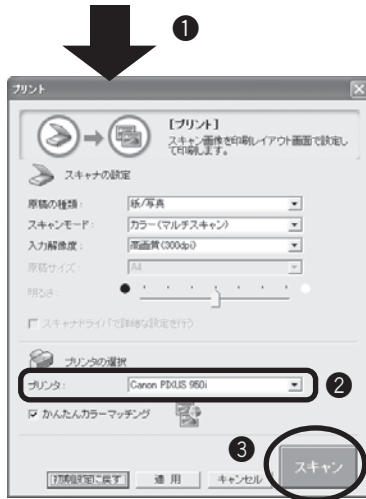 ❶
プリント
[プリント]
スキャン画像を印刷レイアウト画面で設定し
て印刷します。
スキャナの設定
原稿の種類: 紙/写真
スキャンモード: カラー(マルチスキャン)
入力解像度: 高画質(300dpi)
原稿サイズ: A4
明るさ:
スキャナドライバで詳細な設定を行う
プリンタの選択
プリンタ: Canon PIXUS 950i
❷
かんたんカラーマッチング
❸
初期設定に戻す 適用 キャンセル スキャン